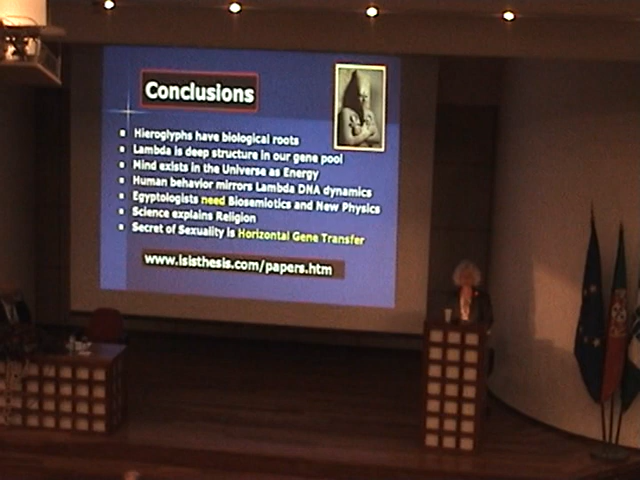 Conclusions
Hieroglyphs have biological roots
Lambda is deep structure in our gene pool
Mind exists in the Universe as Energy
Human behavior mirrors Lambda DNA dynamics
Egyptologists need Biosemiotics and New Physics
Science explains Religion
Secret of Sexuality is Horizontal Gene Transfer
www.isisthesis.com/papers.htm